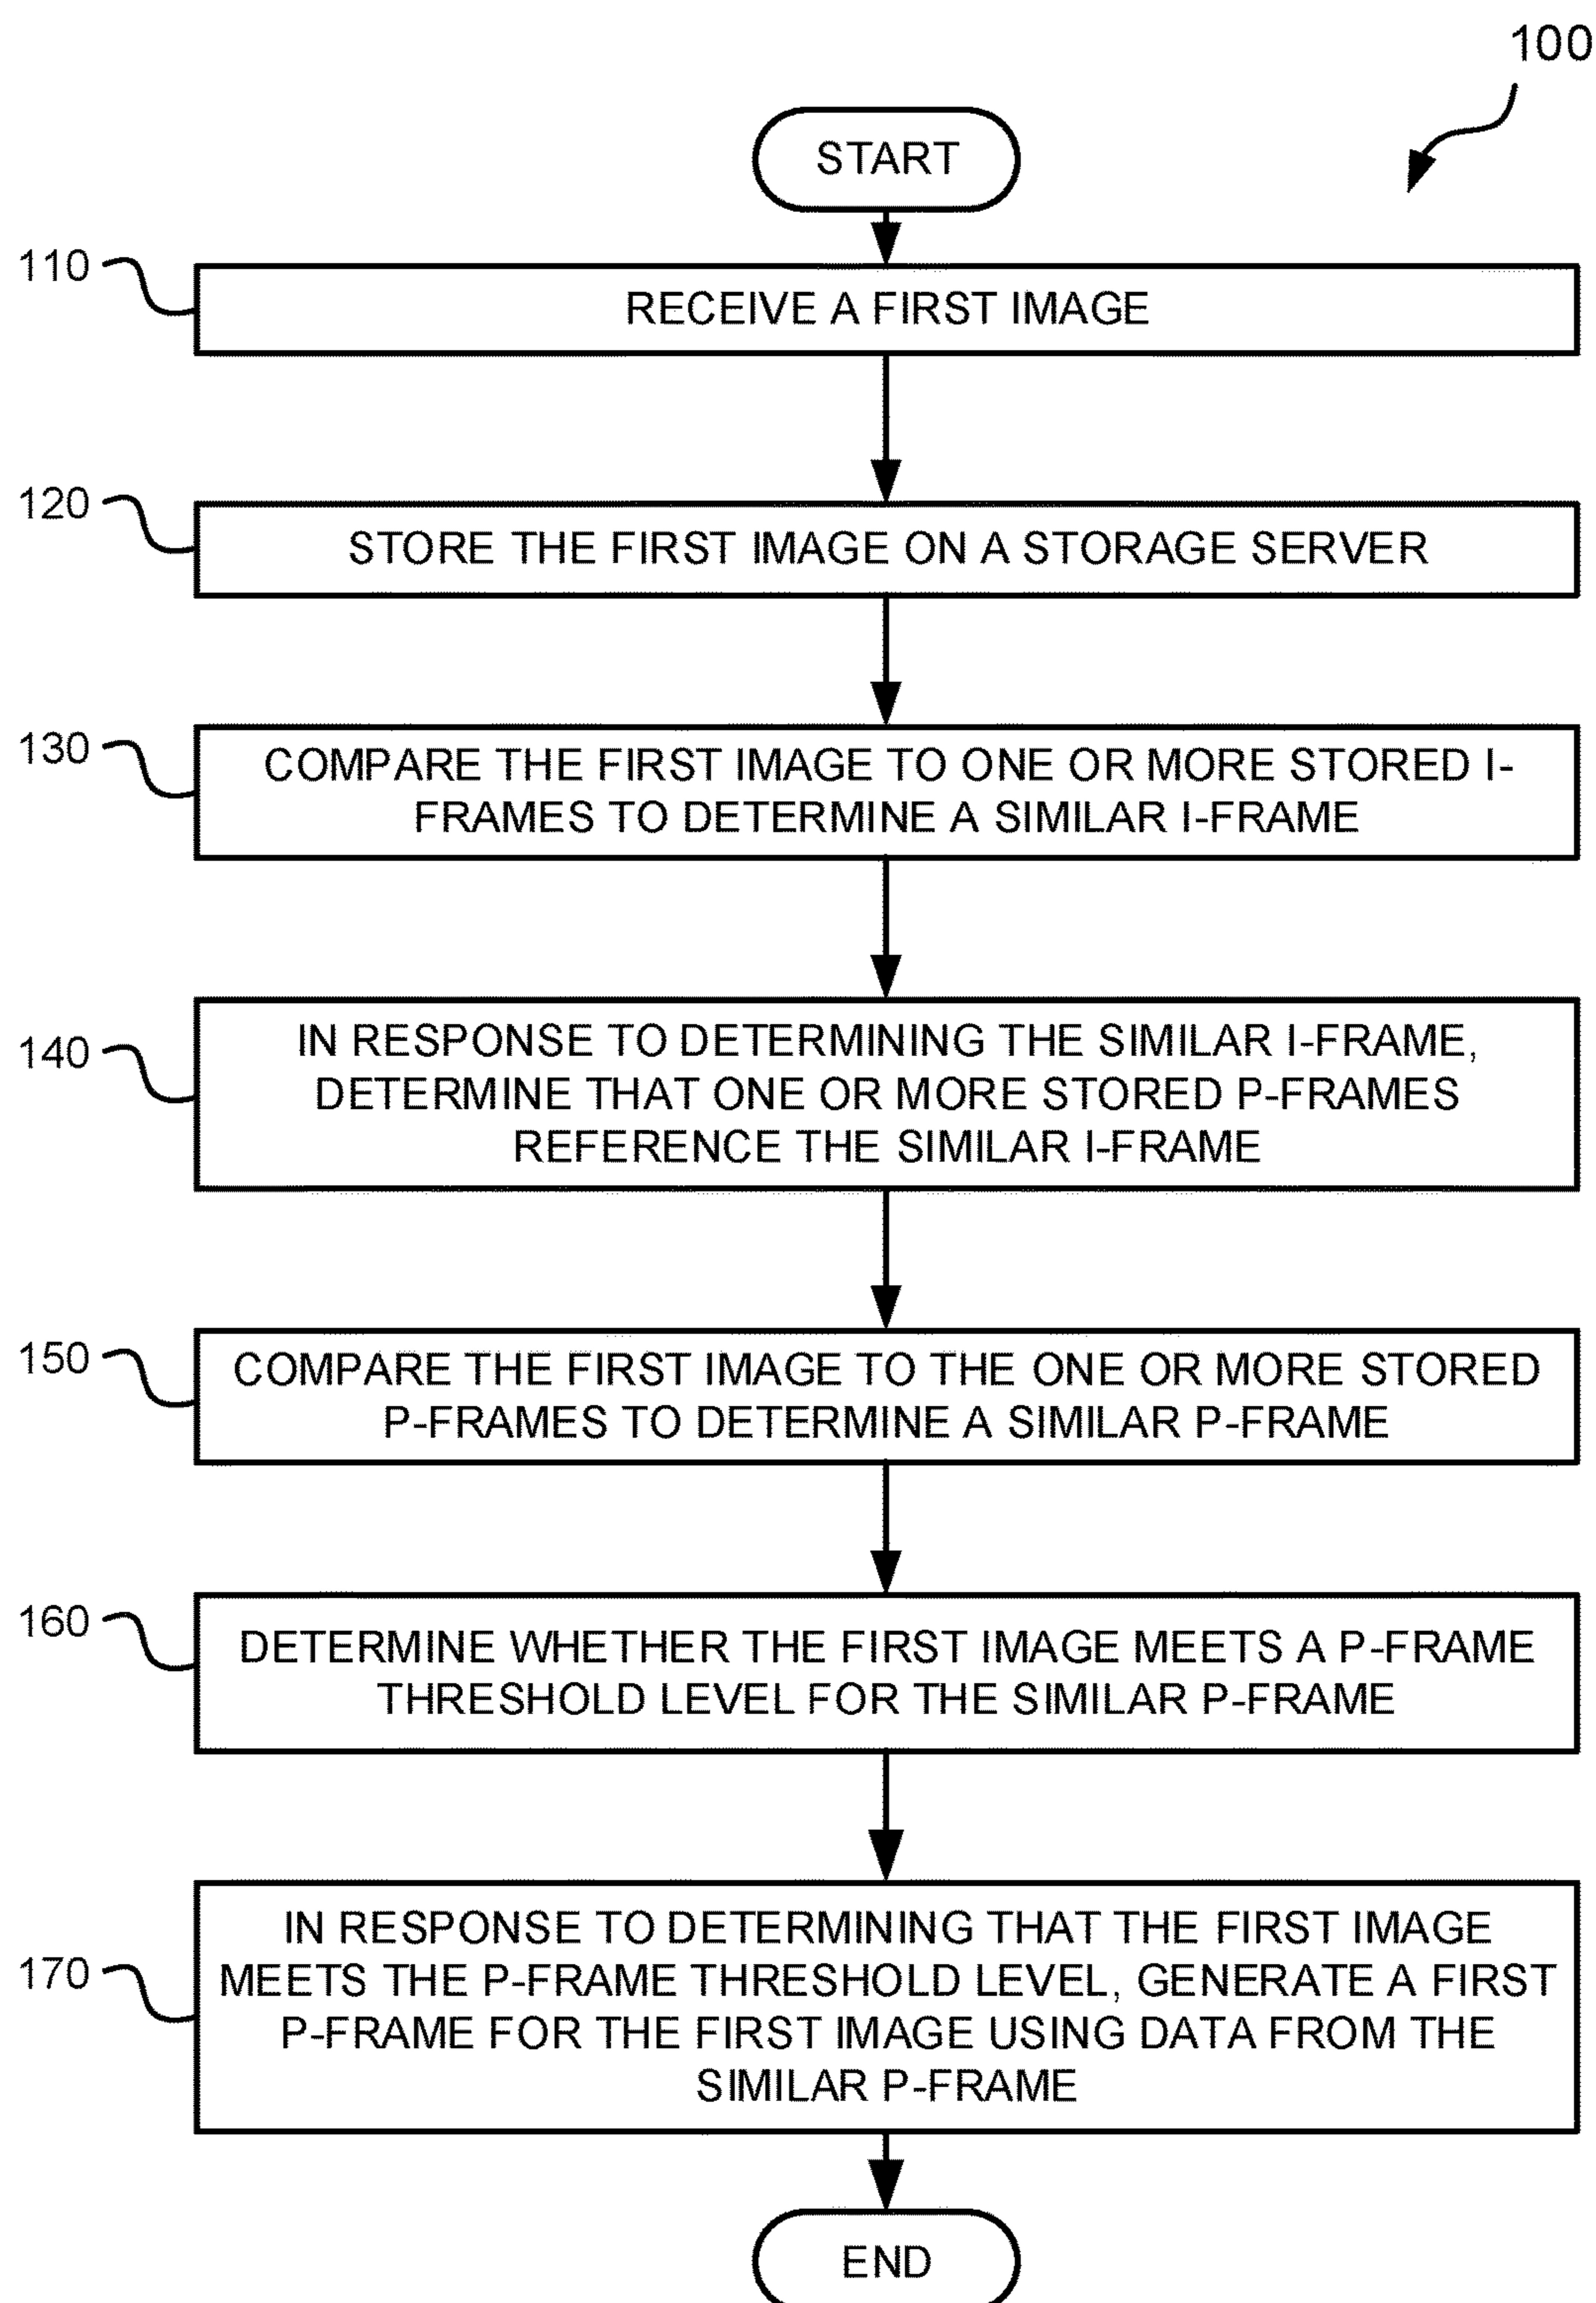 100
START
110
RECEIVE A FIRST IMAGE
120
STORE THE FIRST IMAGE ON A STORAGE SERVER
130
COMPARE THE FIRST IMAGE TO ONE OR MORE STORED I-
FRAMES TO DETERMINE A SIMILAR I-FRAME
140
IN RESPONSE TO DETERMINING THE SIMILAR I-FRAME,
DETERMINE THAT ONE OR MORE STORED P-FRAMES
REFERENCE THE SIMILAR I-FRAME
150
COMPARE THE FIRST IMAGE TO THE ONE OR MORE STORED
P-FRAMES TO DETERMINE A SIMILAR P-FRAME
160
DETERMINE WHETHER THE FIRST IMAGE MEETS A P-FRAME
THRESHOLD LEVEL FOR THE SIMILAR P-FRAME
170
IN RESPONSE TO DETERMINING THAT THE FIRST IMAGE
MEETS THE P-FRAME THRESHOLD LEVEL, GENERATE A FIRST
P-FRAME FOR THE FIRST IMAGE USING DATA FROM THE
SIMILAR P-FRAME
END